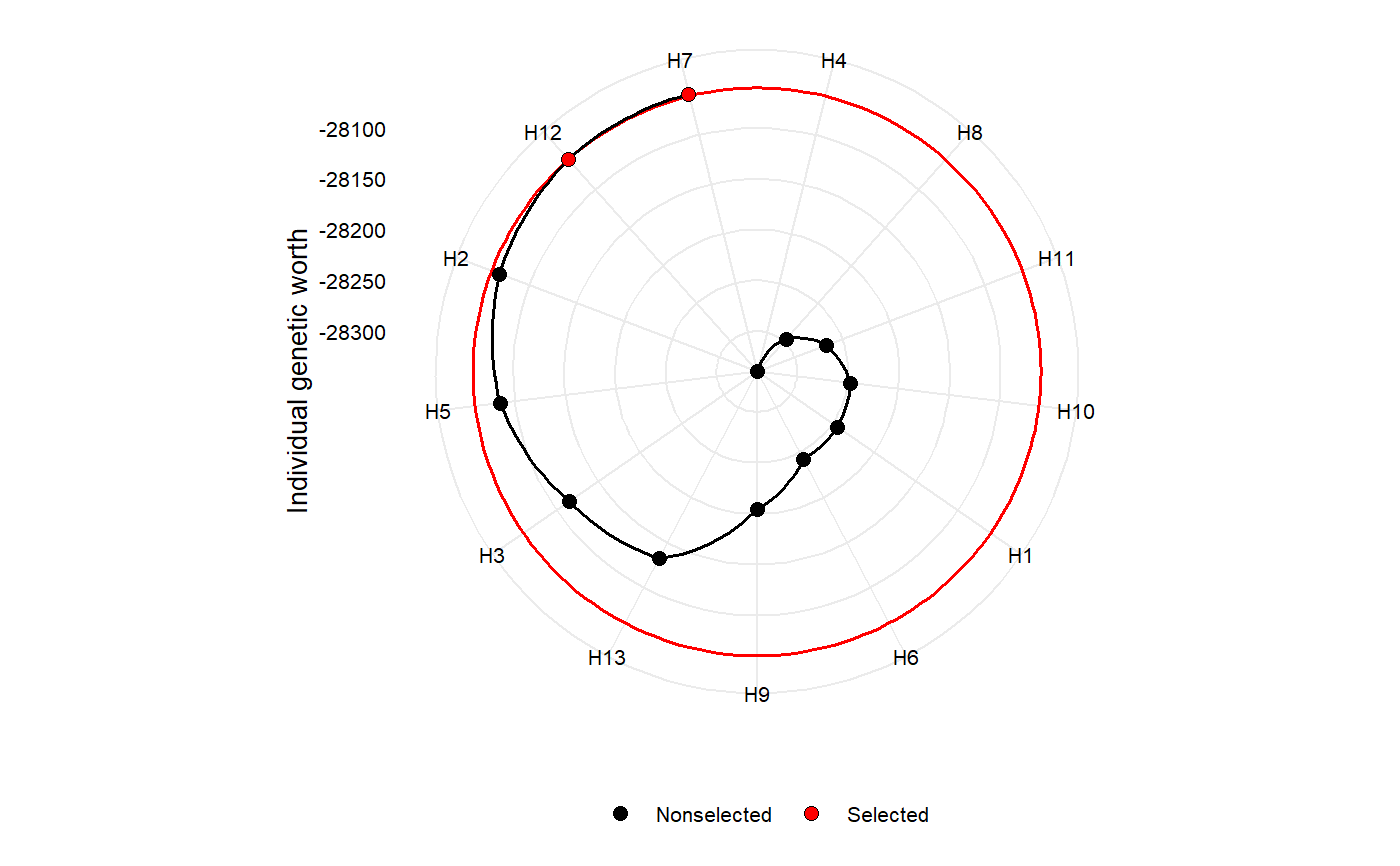 H7
H4
-28100
H12
H8
-28150
-28200
H2
H11
-28250
-28300
Individual genetic worth
H5
H10
H3
H1
H13
H6
H9
Nonselected
Selected